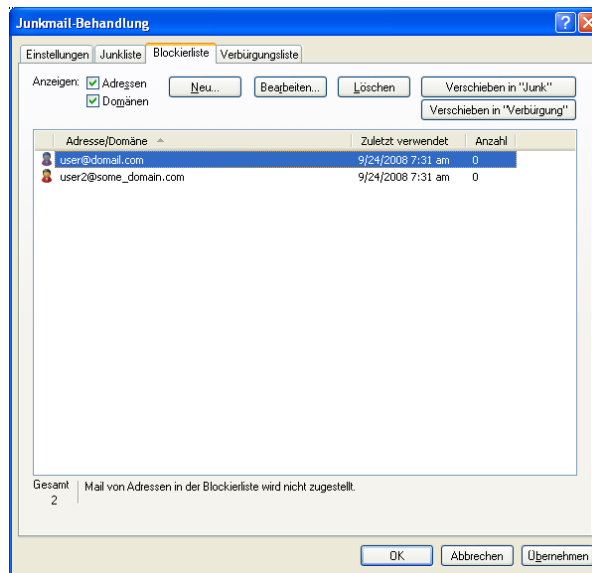 Junkmail-Behandlung
Einstellungen Junkliste Blockierliste Verbürgungsliste
Anzeigen: Adressen Neu... Bearbeiten... Löschen Verschieben in "Junk"
Domänen Verschieben in "Verbürgung"
Adresse/Domäne Zuletzt verwendet Anzahl
user@domail.com 9/24/2008 7:31 am 0
user2@some_domain.com 9/24/2008 7:31 am 0
Gesamt Mail von Adressen in der Blockierliste wird nicht zugestellt.
2
OK Abbrechen Übernehmen